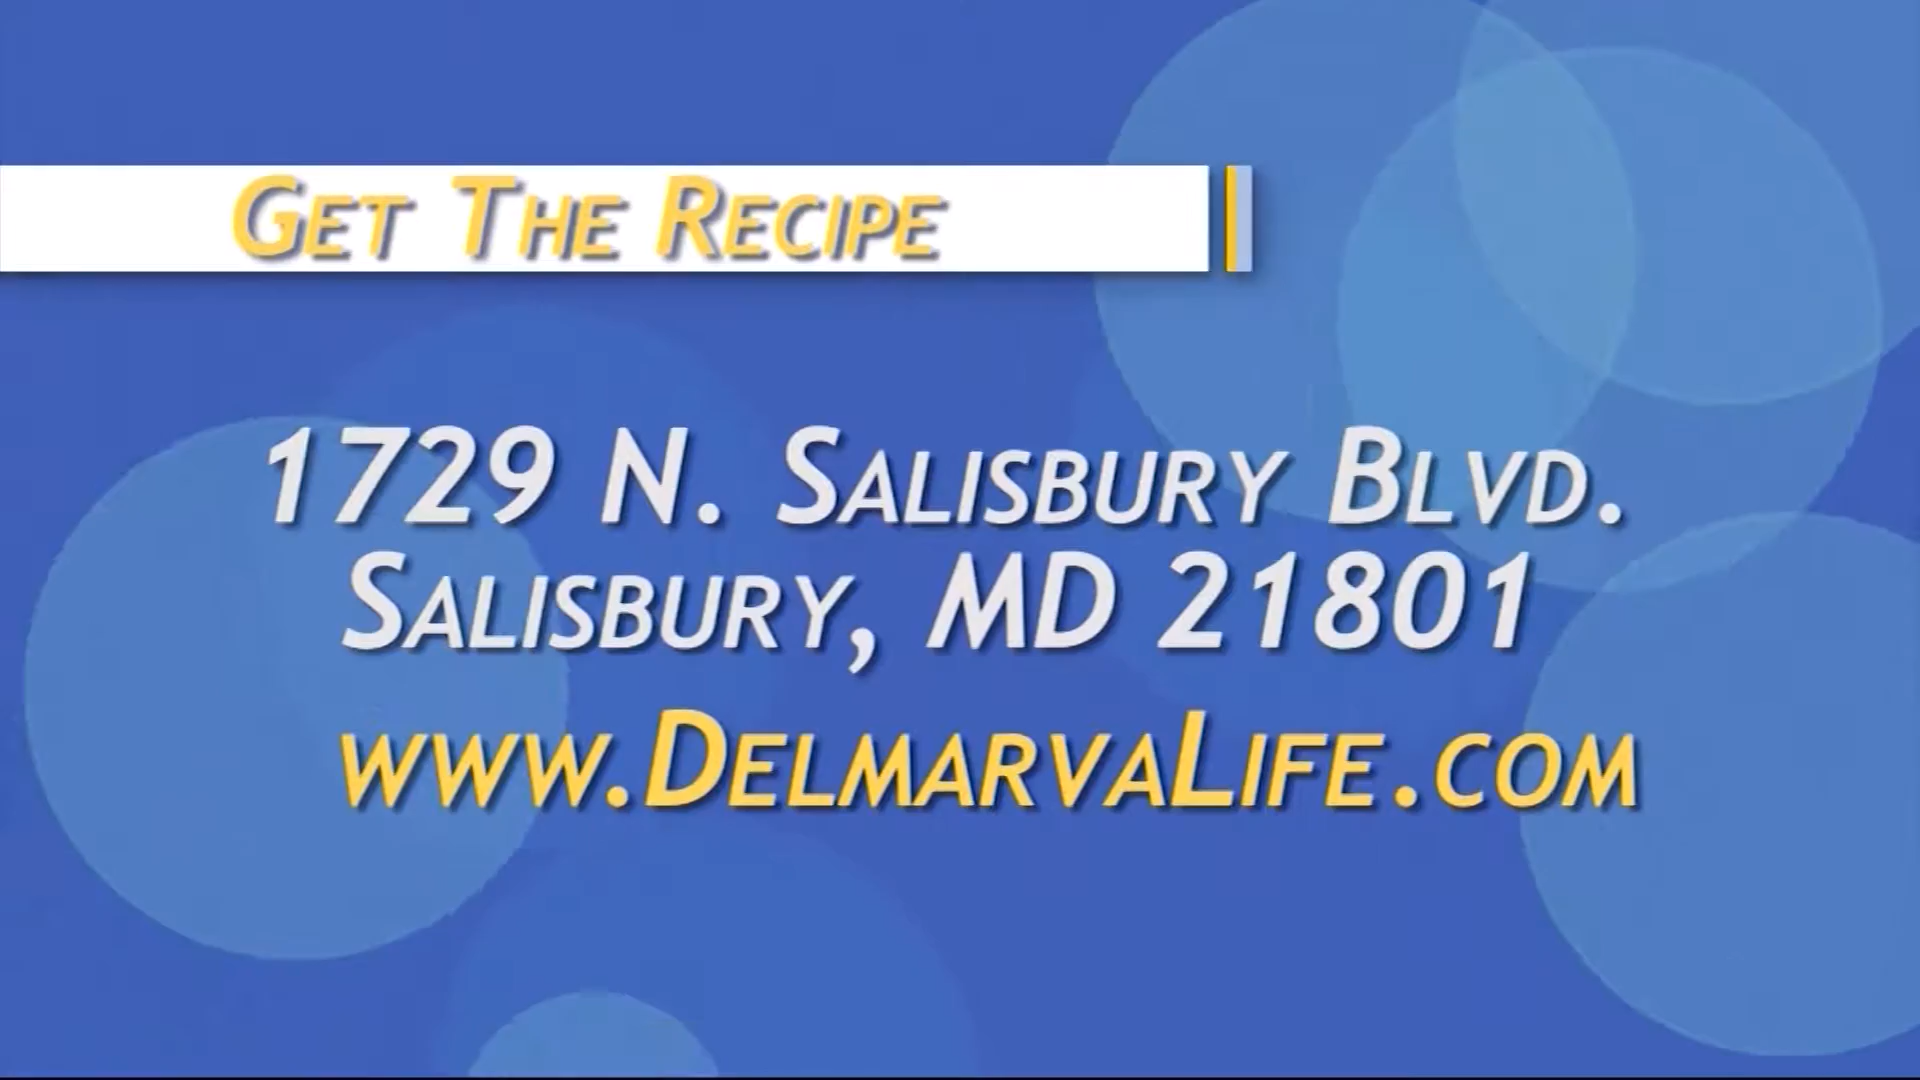 Get The Recipe
1729 N. Salisbury Blvd.
Salisbury, MD 21801
www.DelmarvaLife.com